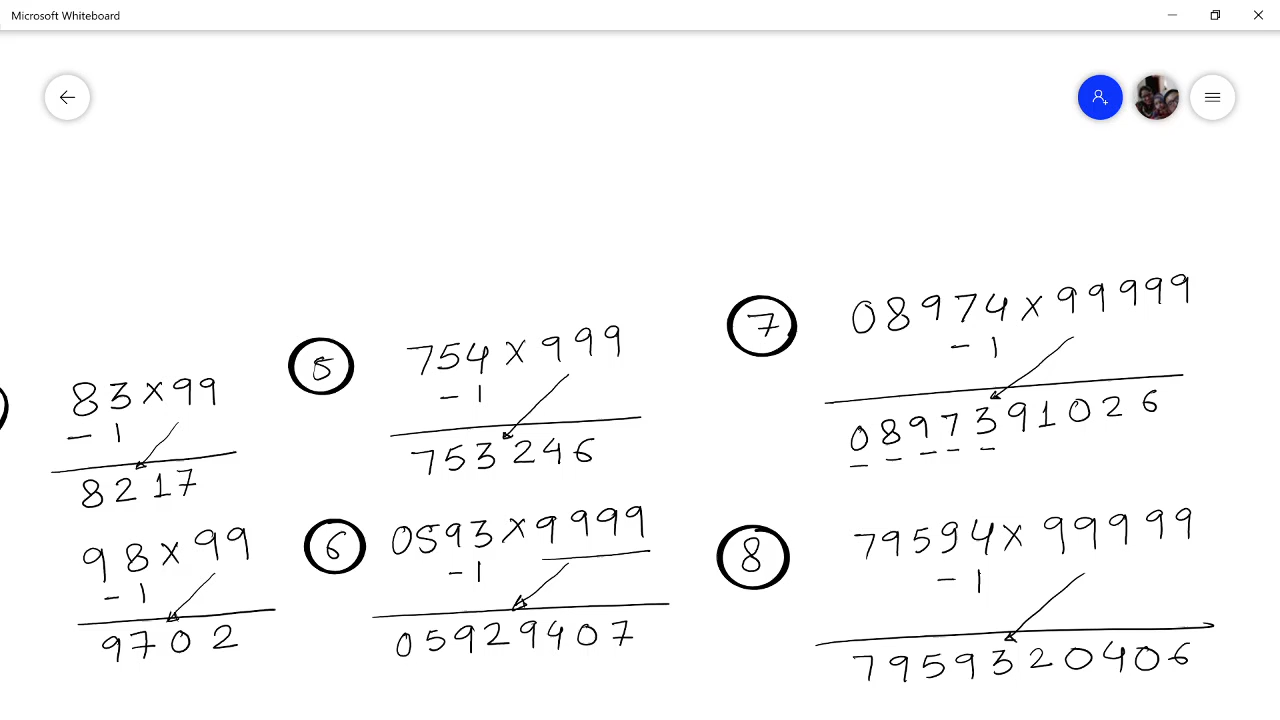 Microsoft Whiteboard
83 × 99
- 1
8217
98 × 99
- 1
9702
5
754 × 999
- 1
753246
6
0593 × 9999
- 1
05929407
7
08974 × 99999
- 1
0897391026
8
79594 × 99999
- 1
7959320406